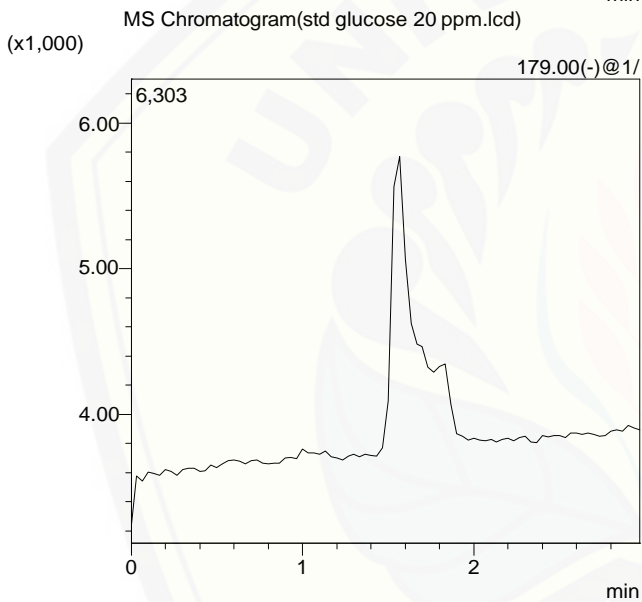 min
MS Chromatogram(std glucose 20 ppm.lcd)
(x1,000)
179.00(-)@1/
6,303
6.00
5.00
4.00
0
1
2
min